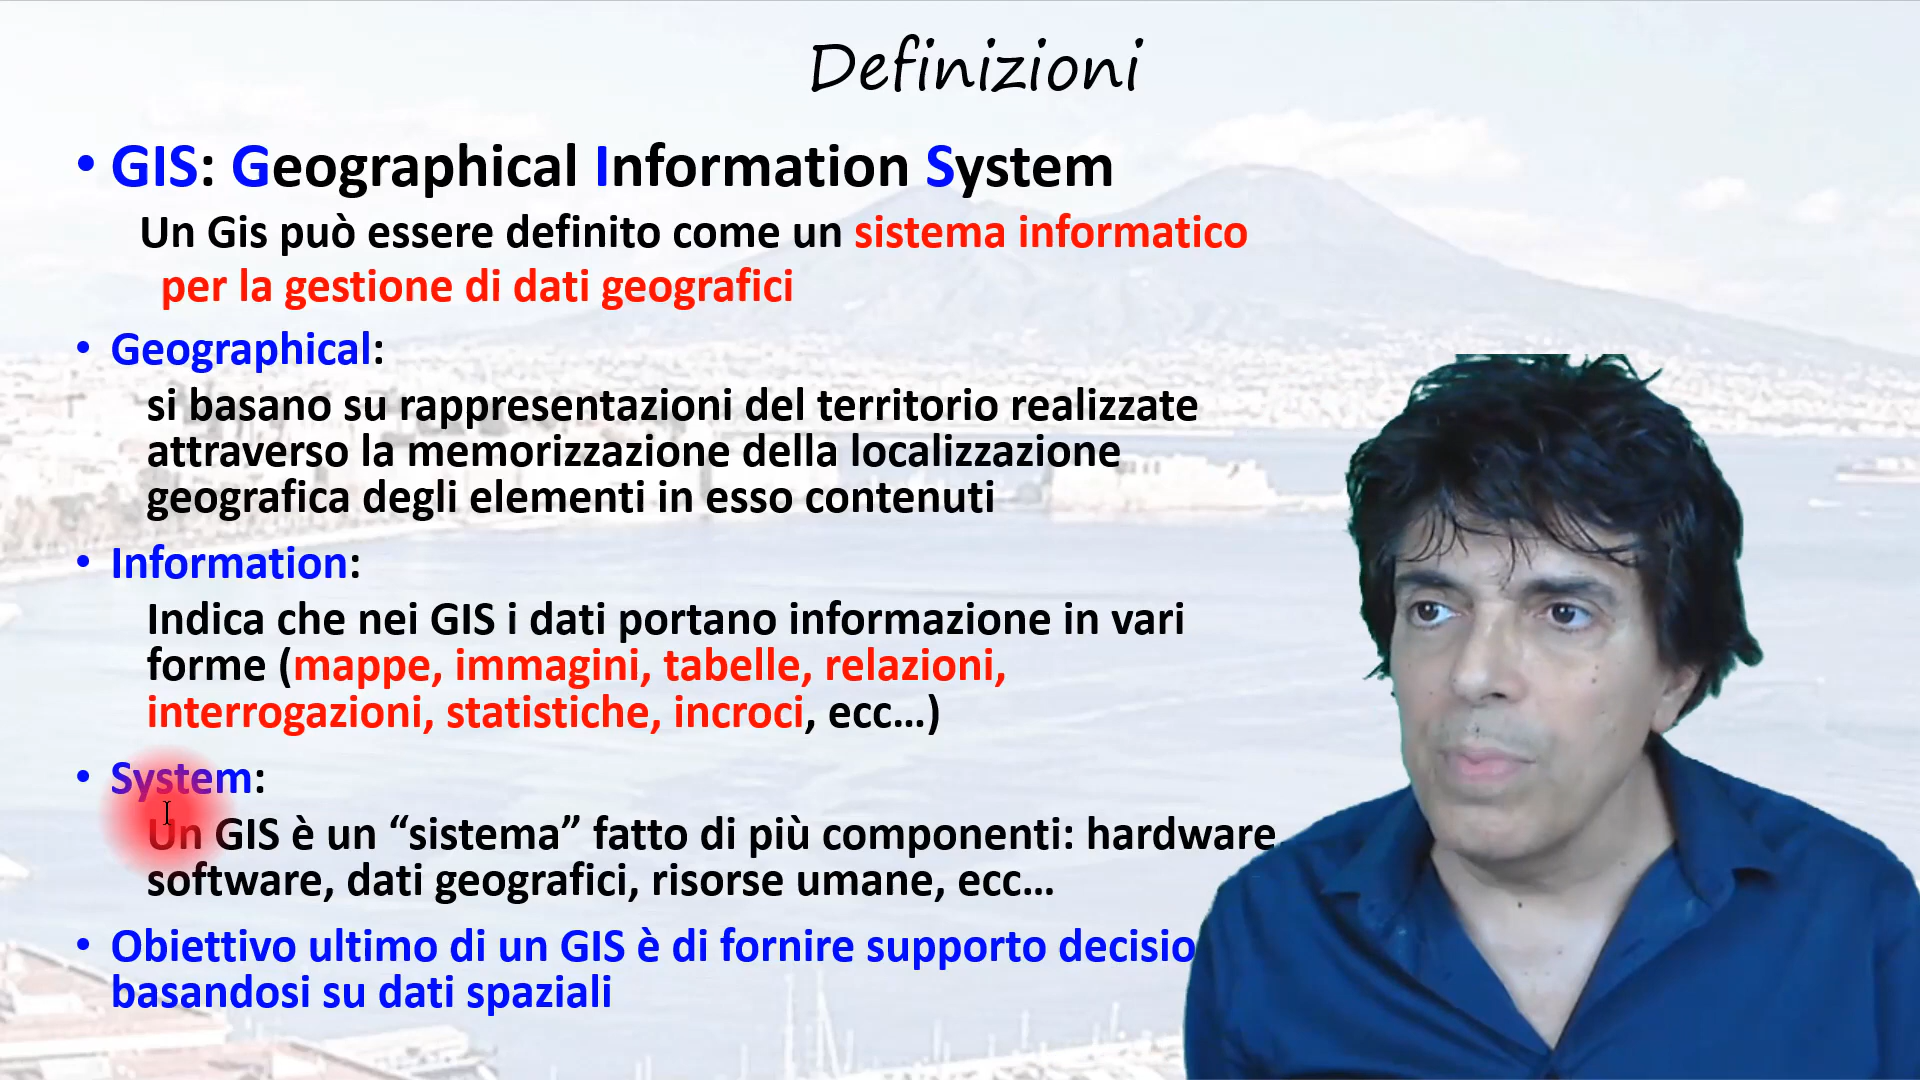 Definizioni
• GIS: Geographical Information System
Un Gis può essere definito come un sistema informatico
per la gestione di dati geografici
• Geographical:
si basano su rappresentazioni del territorio realizzate
attraverso la memorizzazione della localizzazione
geografica degli elementi in esso contenuti
• Information:
Indica che nei GIS i dati portano informazione in vari
forme (mappe, immagini, tabelle, relazioni,
interrogazioni, statistiche, incroci, ecc...)
• System:
Un GIS è un “sistema” fatto di più componenti: hardware
software, dati geografici, risorse umane, ecc...
• Obiettivo ultimo di un GIS è di fornire supporto
basandosi su dati spaziali